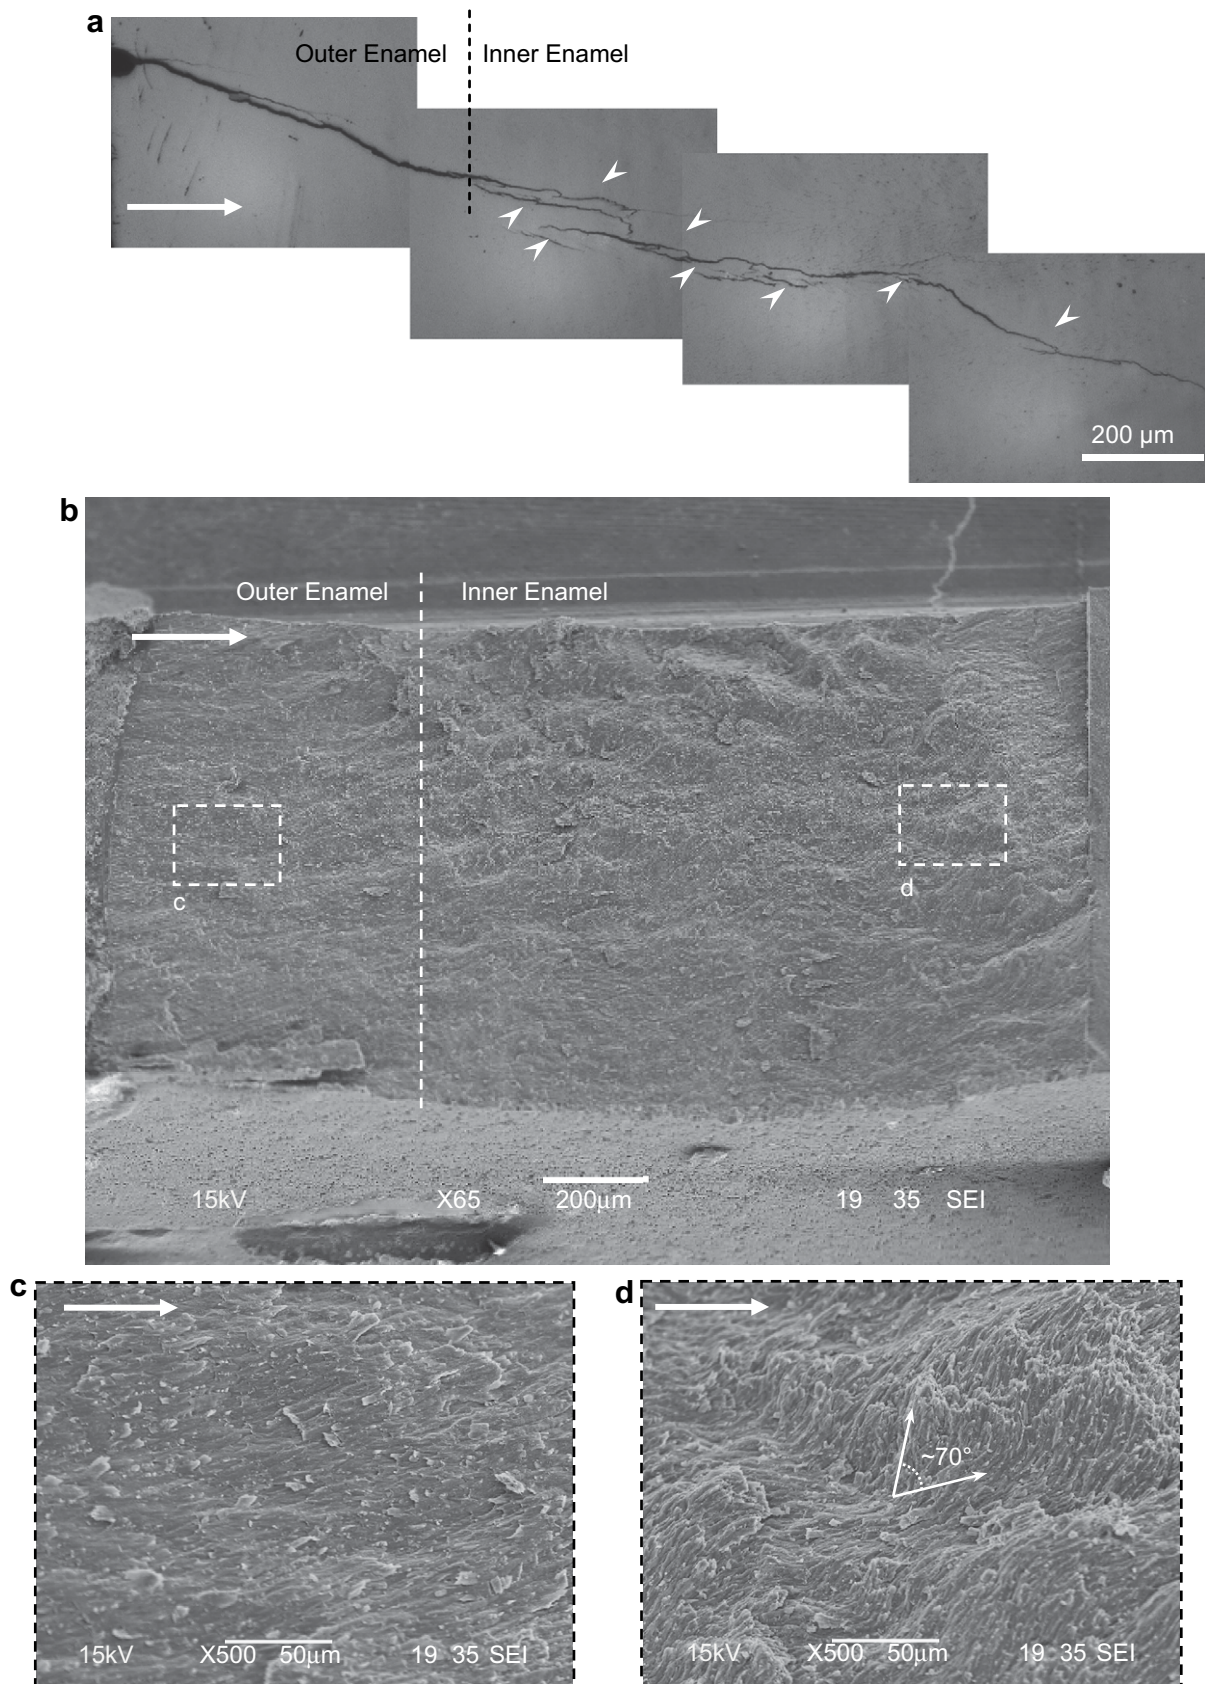 a
Outer Enamel Inner Enamel
200 µm
b
Outer Enamel Inner Enamel
c
d
15kV X65 200µm 19 35 SEI
c
d
~70°
15kV X500 50µm 19 35 SEI
15kV X500 50µm 19 35 SEI